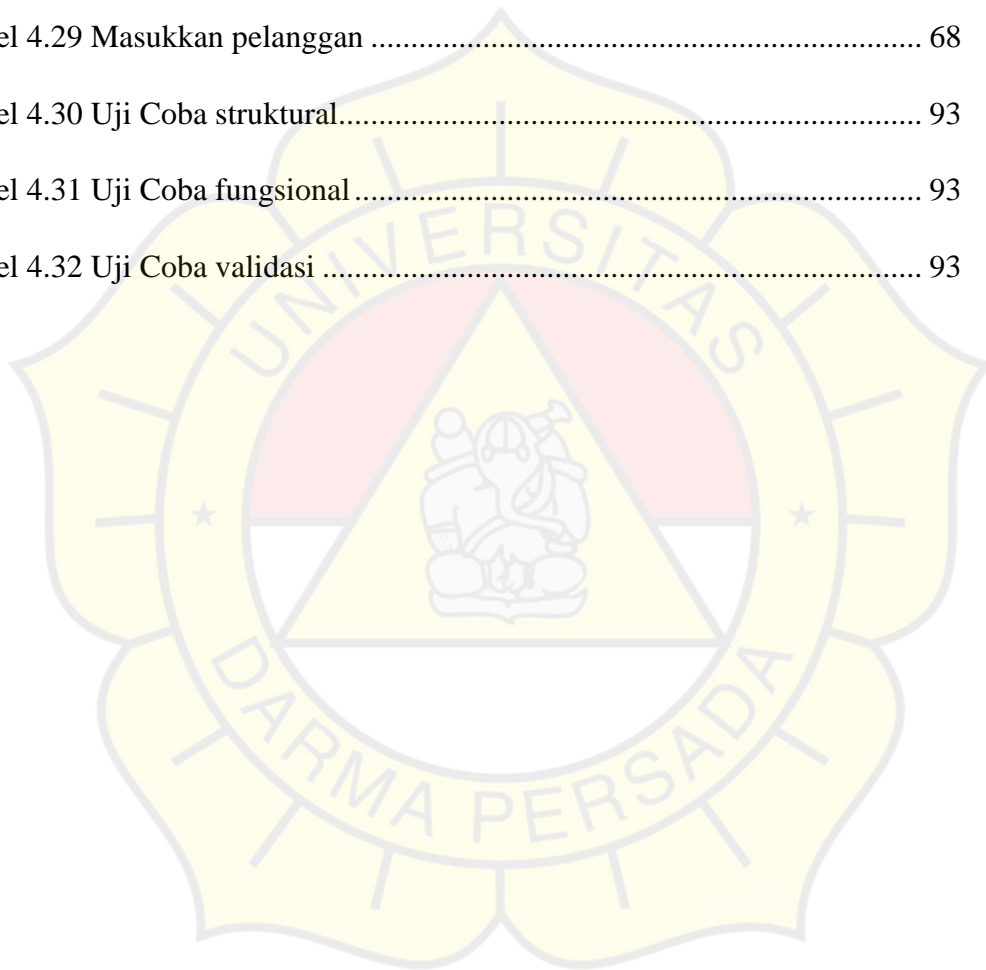 el 4.29 Masukkan pelanggan ..................................................................... 68
el 4.30 Uji Coba struktural......................................................................... 93
el 4.31 Uji Coba fungsional ....................................................................... 93
el 4.32 Uji Coba validasi ........................................................................... 93
UNIVERSITAS
DARMA PERSADA